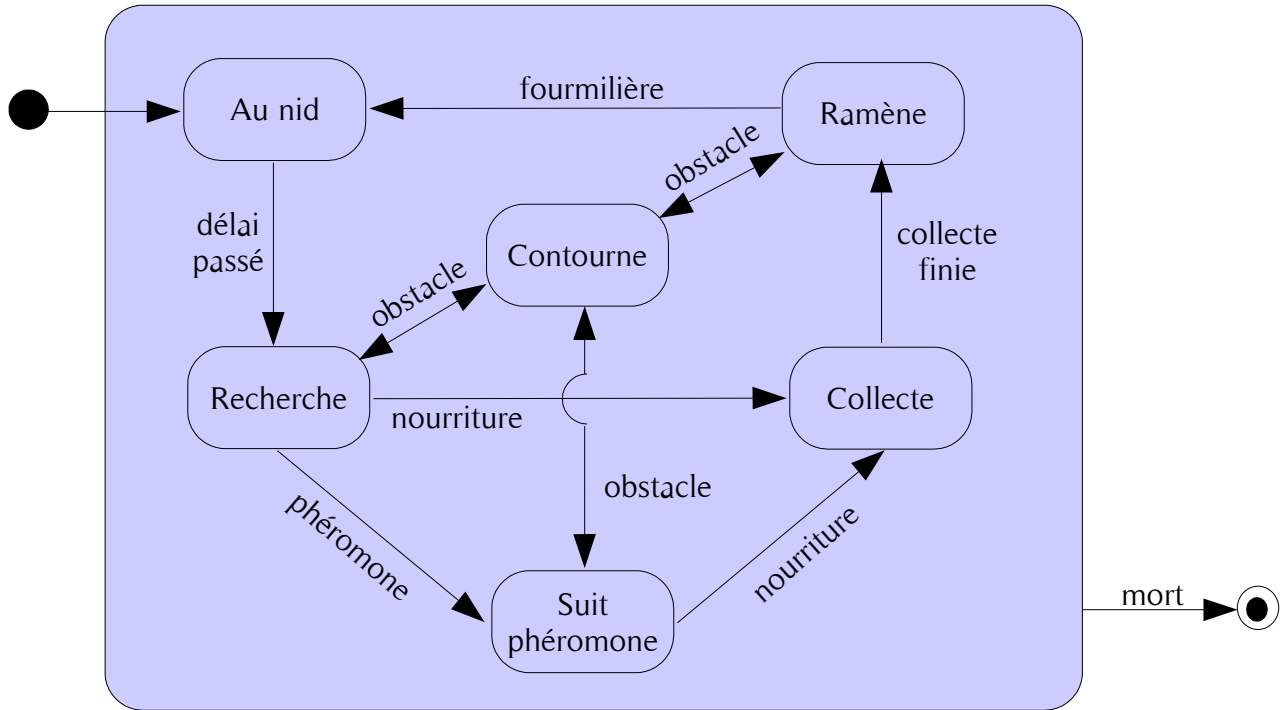 fourmilière
Au nid
Ramène
obstacle
délai
passé
Contourne
collecte
finie
obstacle
Recherche
nourriture
Collecte
obstacle
phéromone
nourriture
Suit
phéromone
mort